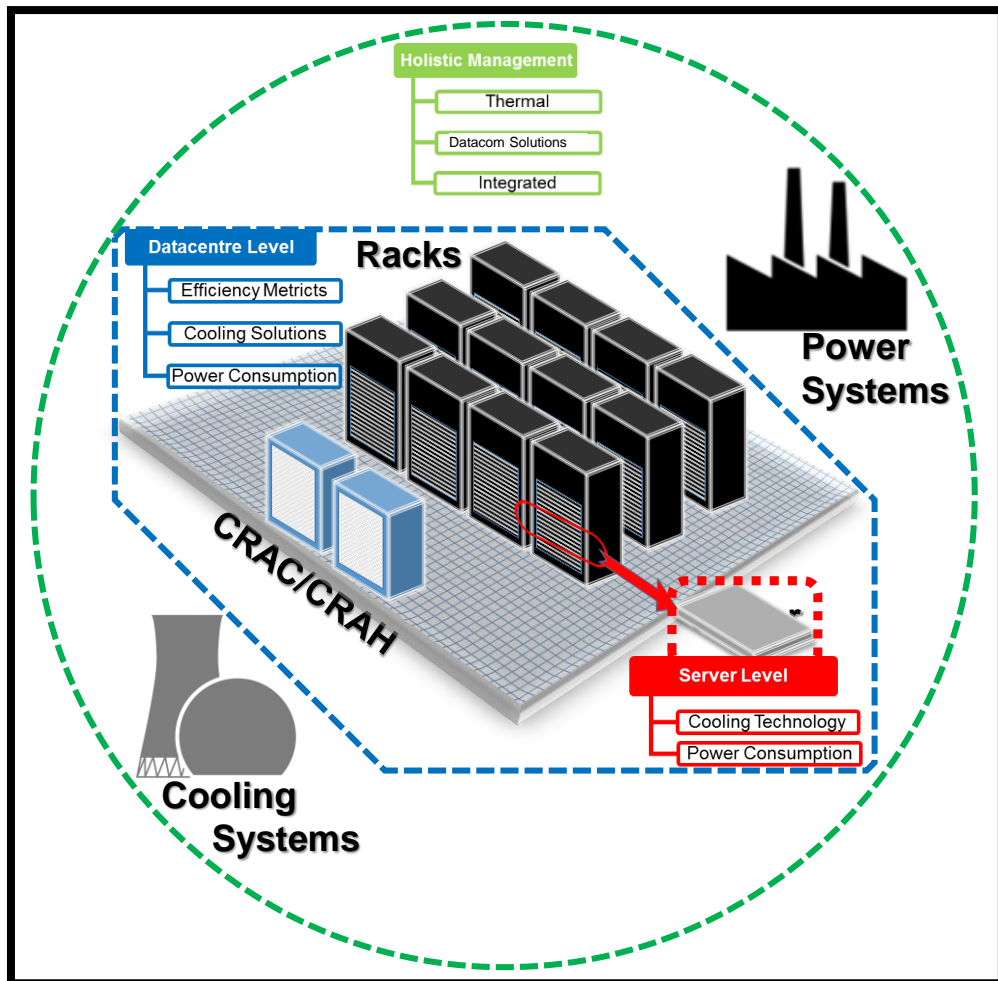 Holistic Management
Thermal
Datacom Solutions
Integrated
Datacentre Level
Efficiency Metricts
Cooling Solutions
Power Consumption
Racks
Power
Systems
CRAC/CRAH
Server Level
Cooling Technology
Power Consumption
Cooling
Systems